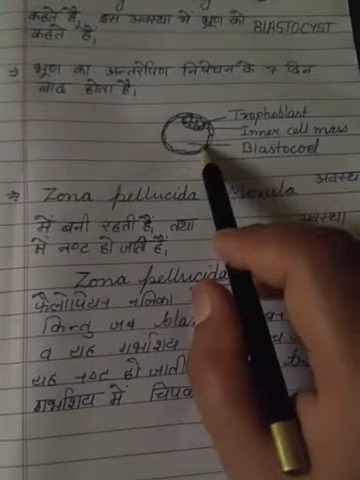 कहते है, इस अवस्था में भ्रूण को BLASTOCYST
कहते है।
⇒ भ्रूण का अन्तर्रोपण निषेचन के 7 दिन
बाद होता है।
Trophoblast
Inner cell mass
Blastocoel
⇒ Zona pellucida Morula अवस्था
में बनी रहती है, तथा अवस्था
में नष्ट हो जाती है,
Zona pellucida
फैलोपियन नलिका
किन्तु जब
व यह गर्भाशय
यह नष्ट हो जाती
गर्भाशय में